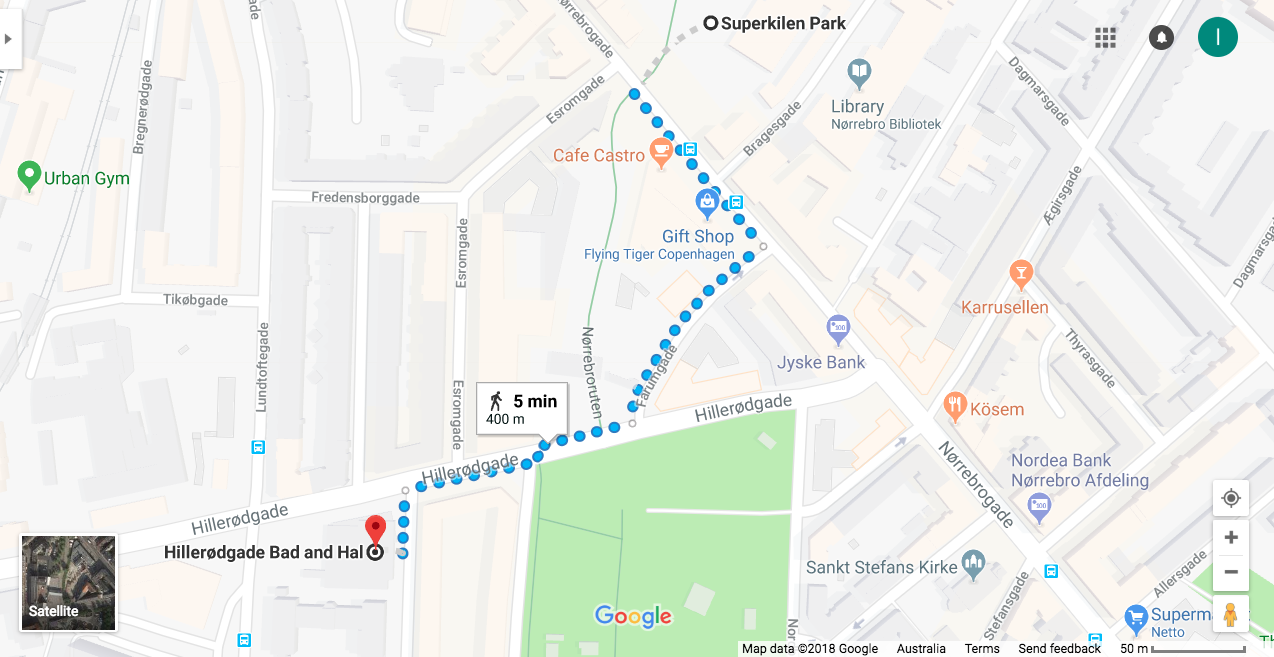 Superkilen Park
I
Nørrebrogade
Dagmarsgade
Bregnerødgade
Esromgade
Library
Nørrebro Bibliotek
Bragesgade
Cafe Castro
Urban Gym
Fredensborggade
Ægirsgade
Gift Shop
Flying Tiger Copenhagen
Esromgade
Dagmarsgade
Tikøbgade
Karrusellen
Lundtoftegade
Nørrebroruten
Farumgade
Jyske Bank
Thyrasgade
5 min
400 m
Esromgade
Hillerødgade
Kösem
Hillerødgade
Nordea Bank
Nørrebro Afdeling
Nørrebrogade
Hillerødgade
Hillerødgade Bad and Hal
Sankt Stefans Kirke
Allersgade
Stefansgade
Satellite
Google
Superm
Netto
Nor
Map data ©2018 Google
Australia
Terms
Send feedback
50 m